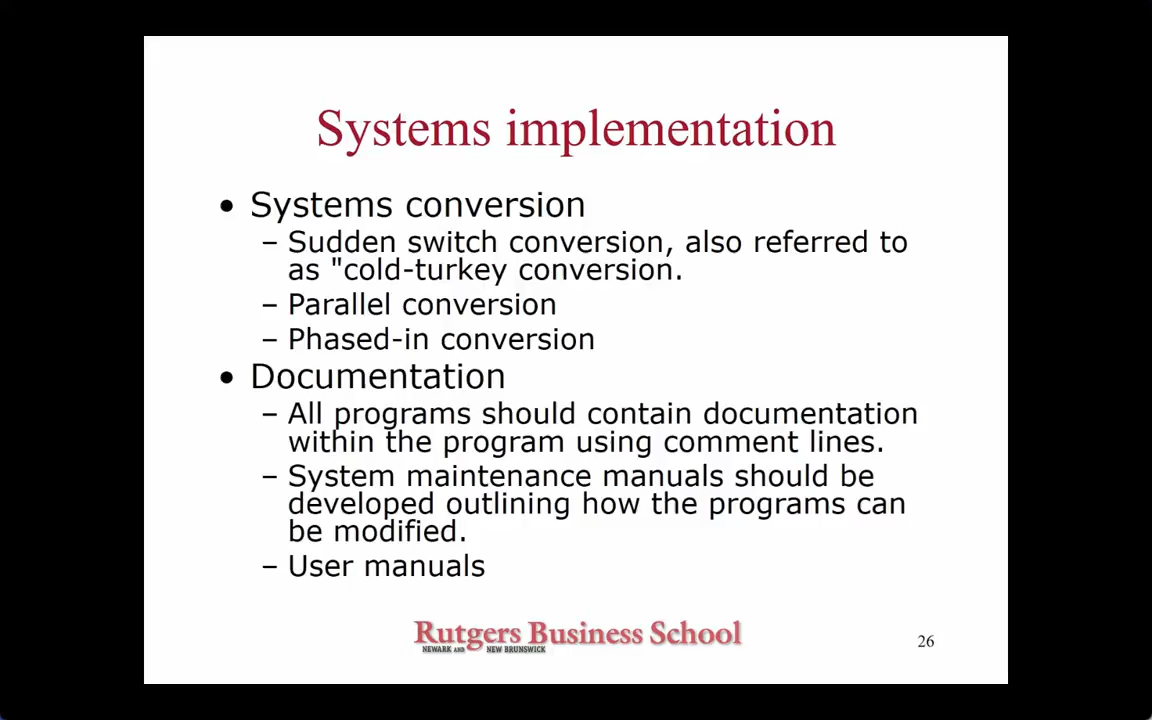 Systems implementation
• Systems conversion
– Sudden switch conversion, also referred to
as "cold-turkey conversion.
– Parallel conversion
– Phased-in conversion
• Documentation
– All programs should contain documentation
within the program using comment lines.
– System maintenance manuals should be
developed outlining how the programs can
be modified.
– User manuals
Rutgers Business School
NEWARK AND NEW BRUNSWICK
26